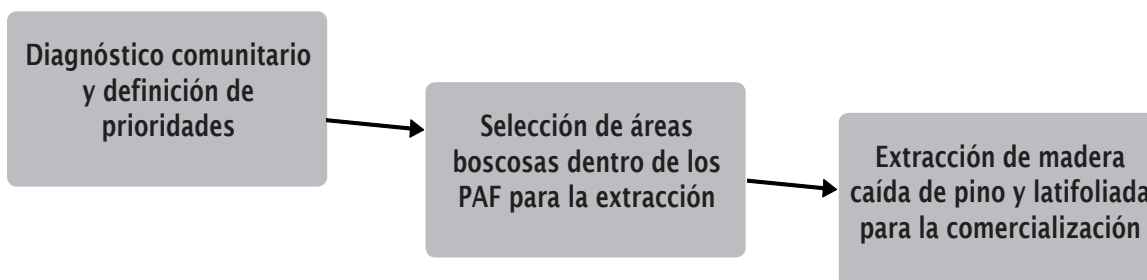 Diagnóstico comunitario
y definición de
prioridades
Selección de áreas
boscosas dentro de los
PAF para la extracción
Extracción de madera
caída de pino y latifoliada
para la comercialización